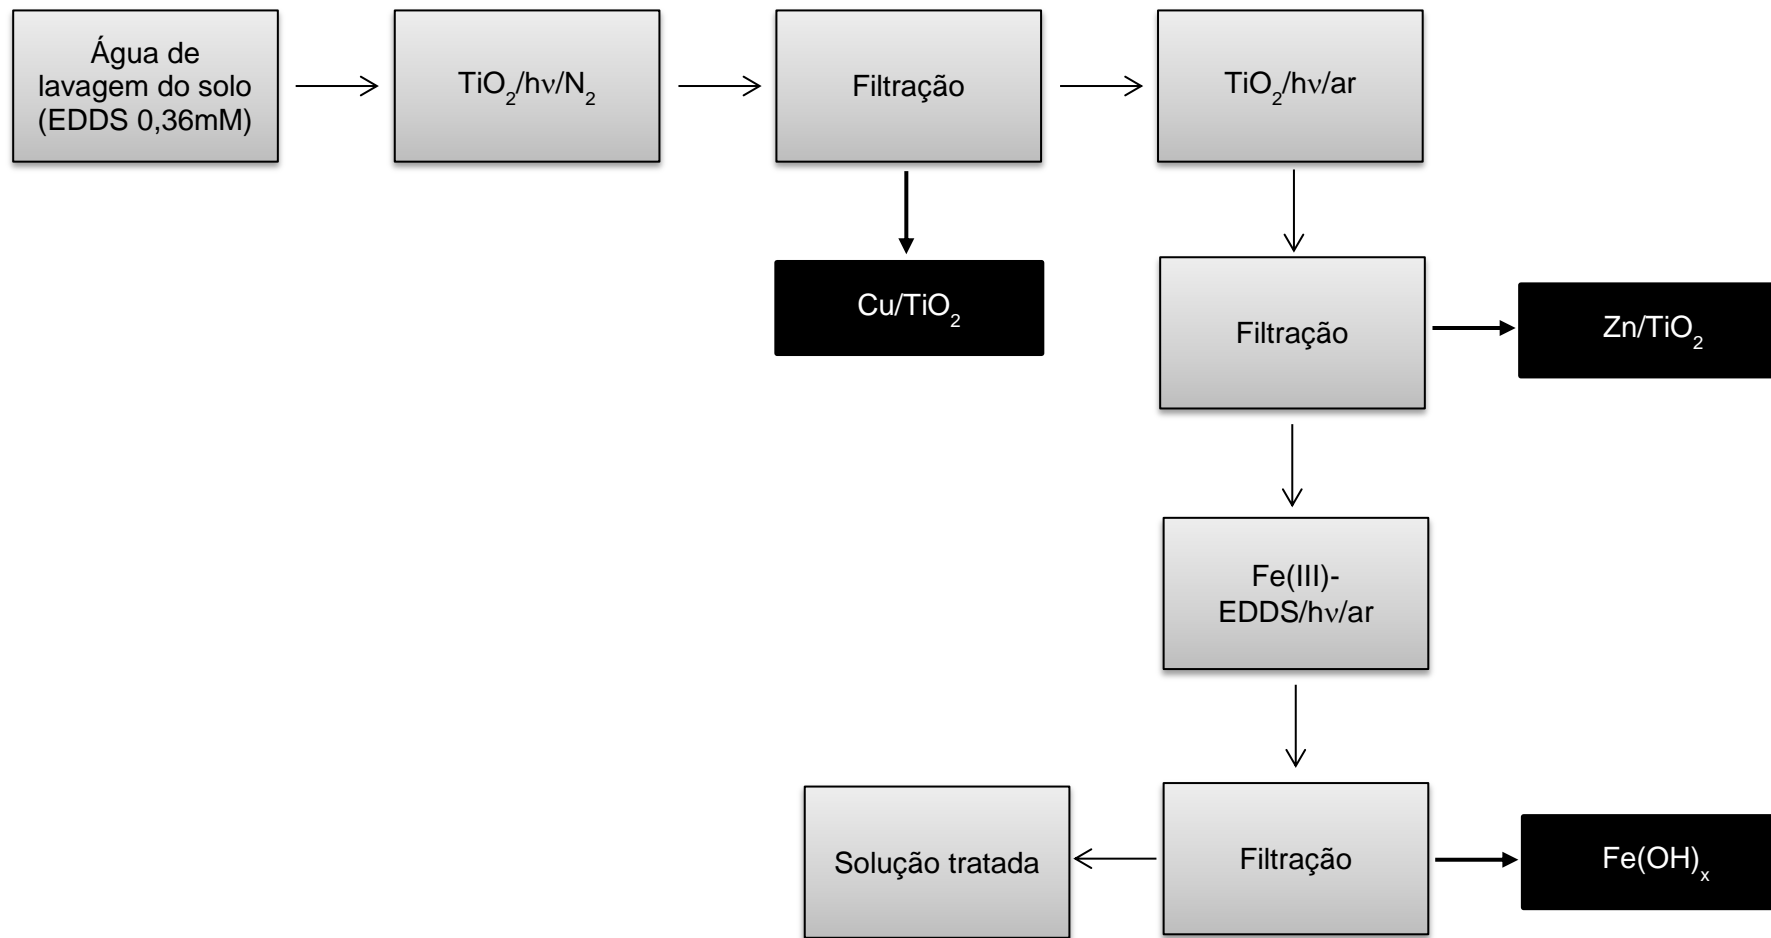 Água de
lavagem do solo
(EDDS 0,36mM)
TiO₂/hν/N₂
Filtração
TiO₂/hν/ar
Cu/TiO₂
Filtração
Zn/TiO₂
Fe(III)-
EDDS/hν/ar
Solução tratada
Filtração
Fe(OH)ₓ